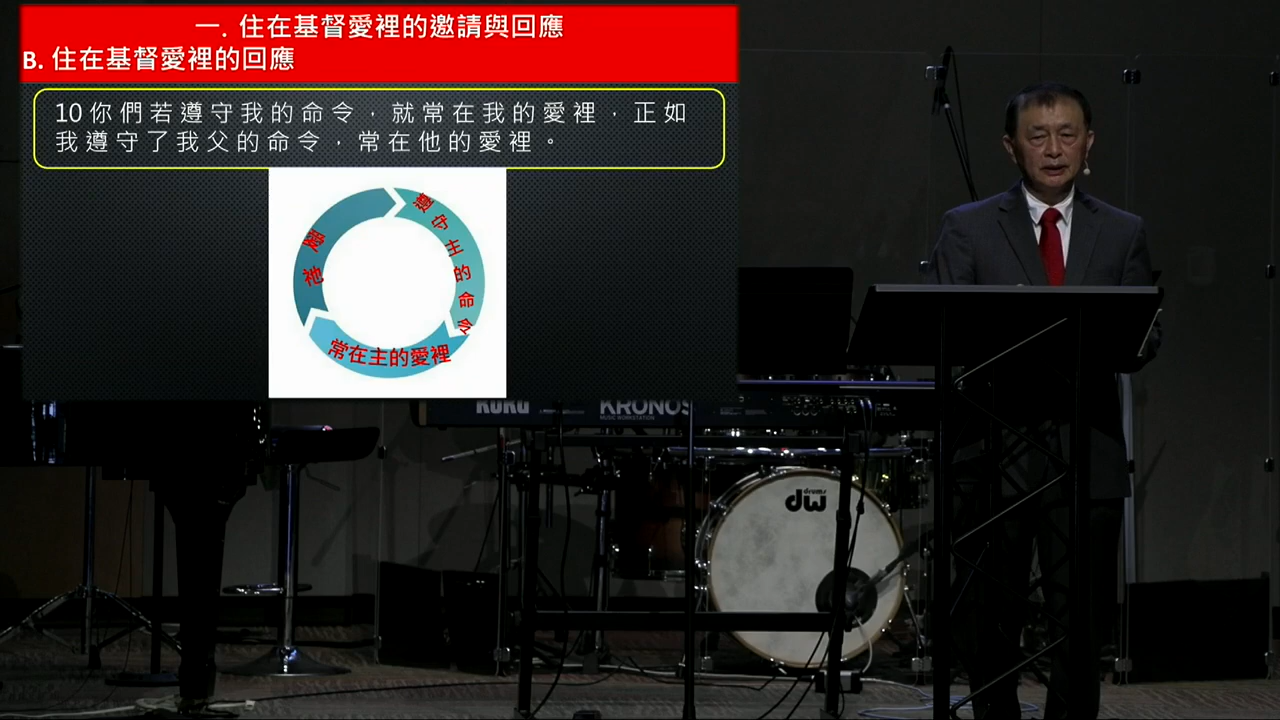 一. 住在基督愛裡的邀請與回應
B. 住在基督愛裡的回應
10你們若遵守我的命令，就常在我的愛裡，正如
我遵守了我父的命令，常在他的愛裡。
愛祂
遵守主的命令
常在主的愛裡
KORG
KRONOS
MUSIC WORKSTATION
dw
drums